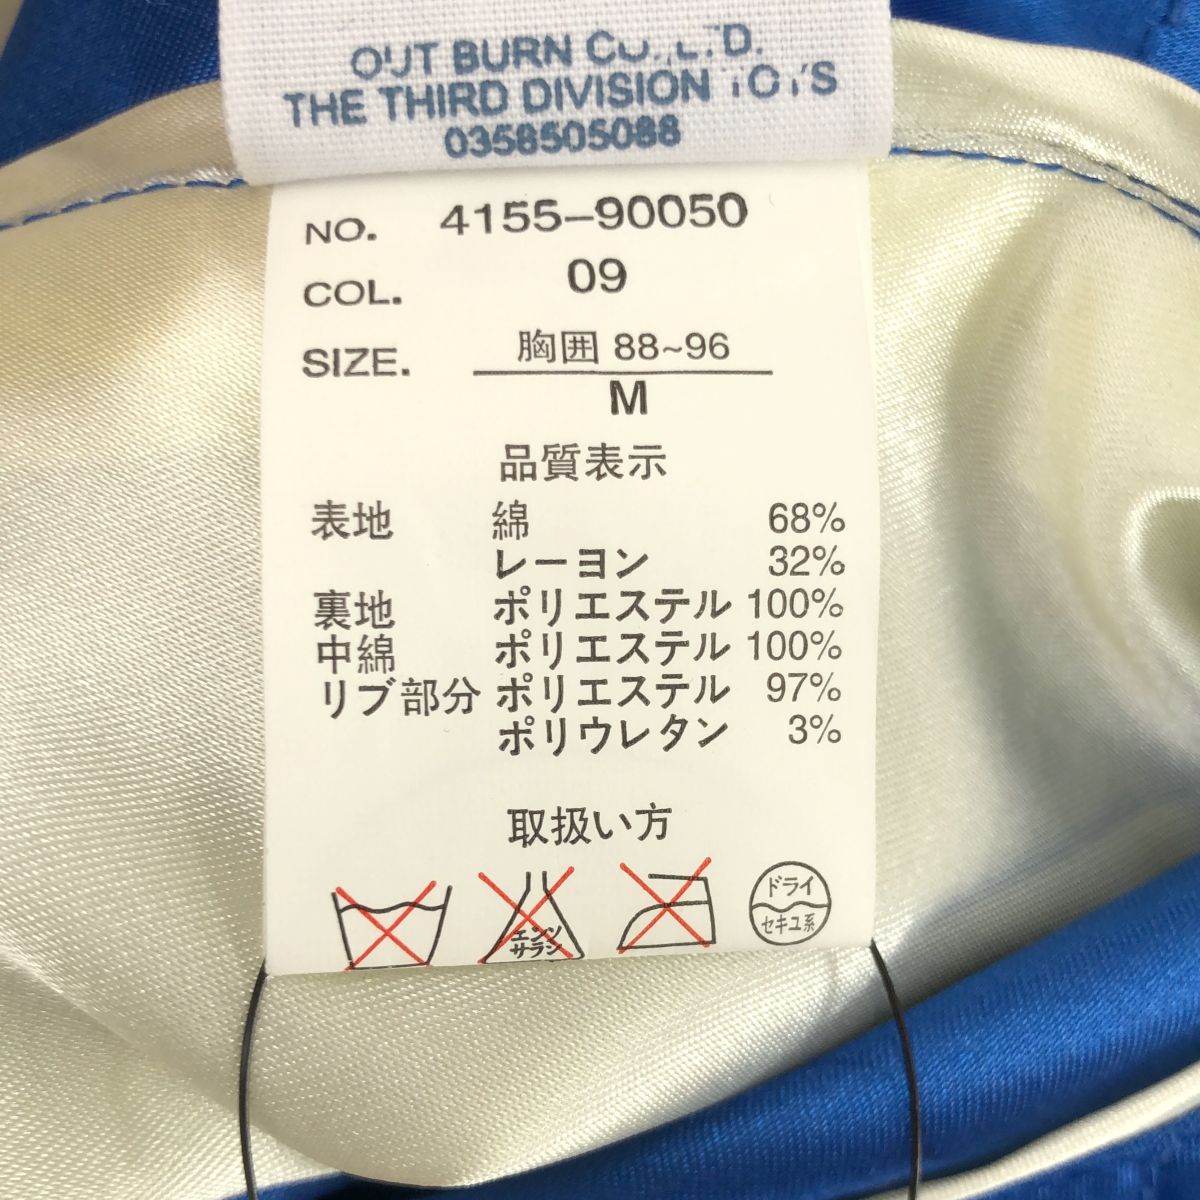 OUT BURN CO.,LTD.
THE THIRD DIVISION TOYS
0358505088
NO. 4155-90050
COL. 09
SIZE. 胸囲 88~96
M
品質表示
表地 綿 68%
レーヨン 32%
裏地 ポリエステル 100%
中綿 ポリエステル 100%
リブ部分 ポリエステル 97%
ポリウレタン 3%
取扱い方
エンソ
サラシ
ドライ
セキユ系